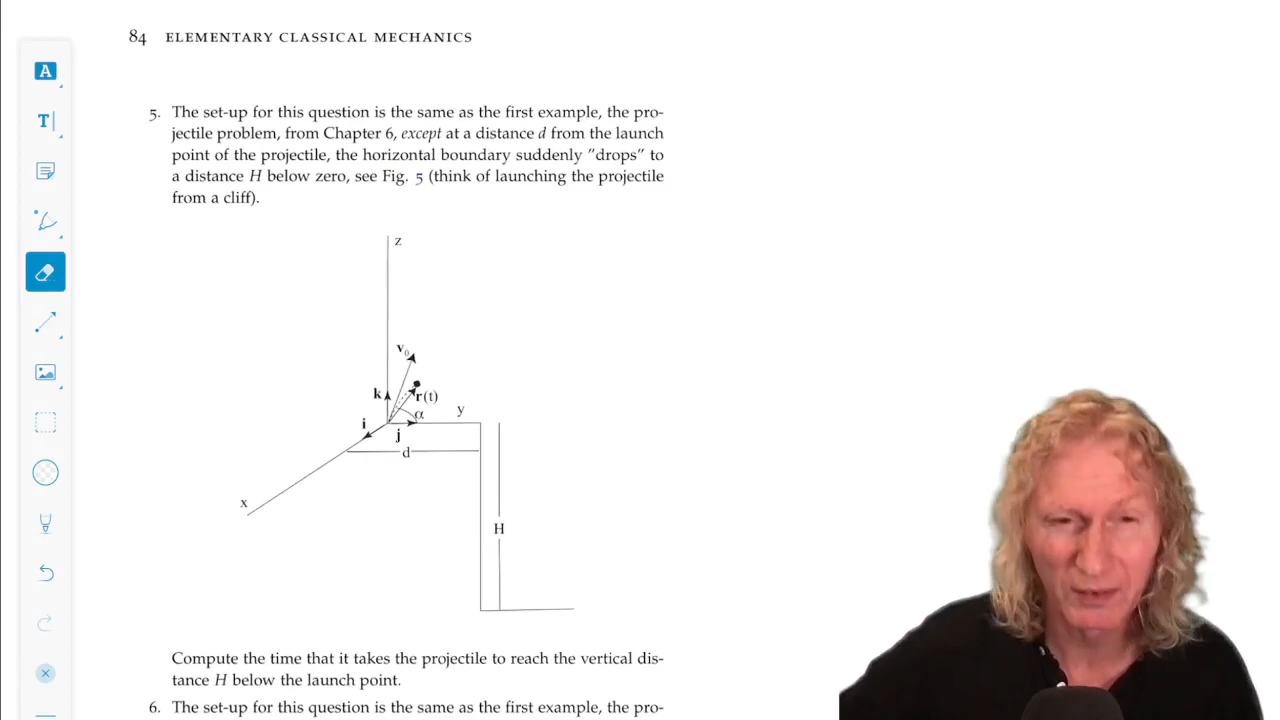 84 ELEMENTARY CLASSICAL MECHANICS
A
5. The set-up for this question is the same as the first example, the pro-
T
jectile problem, from Chapter 6, except at a distance d from the launch
point of the projectile, the horizontal boundary suddenly "drops" to
a distance H below zero, see Fig. 5 (think of launching the projectile
from a cliff).
z
v0
k
r(t)
α
y
i
j
d
x
H
Compute the time that it takes the projectile to reach the vertical dis-
tance H below the launch point.
6. The set-up for this question is the same as the first example, the pro-